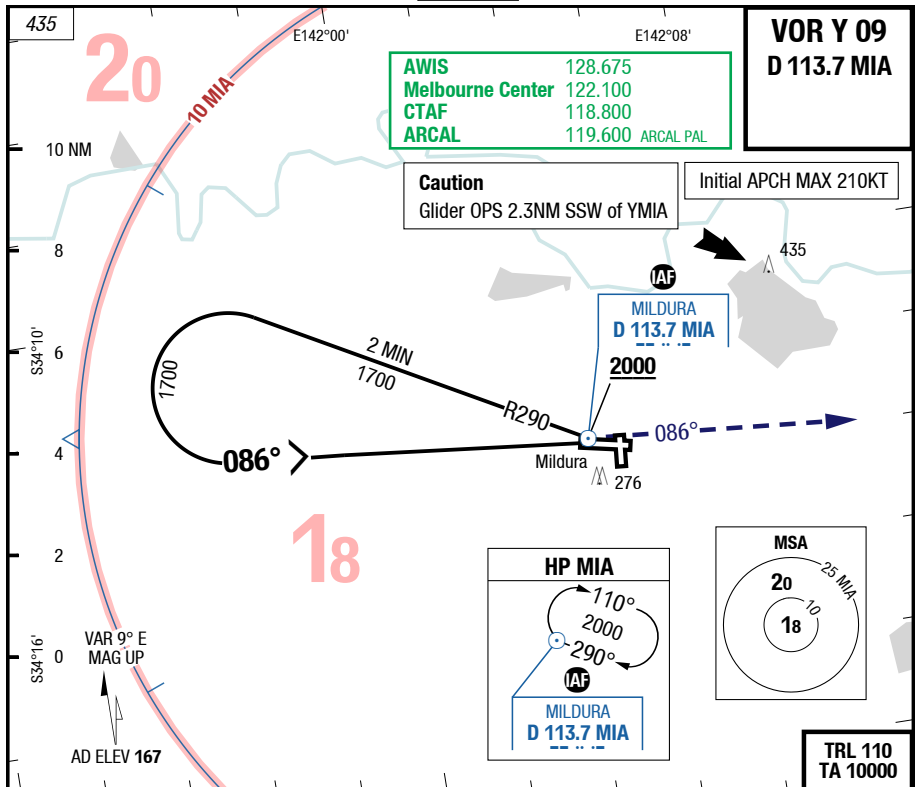 435
E142°00'
E142°08'
VOR Y 09
D 113.7 MIA
20
10 MIA
AWIS 128.675
Melbourne Center 122.100
CTAF 118.800
ARCAL 119.600 ARCAL PAL
10 NM
Caution
Glider OPS 2.3NM SSW of YMIA
Initial APCH MAX 210KT
8
435
IAF
MILDURA
D 113.7 MIA
S34°10'
6
2 MIN
1700
1700
2000
R290
086°
086°
4
Mildura
276
18
2
HP MIA
110°
2000
290°
IAF
MILDURA
D 113.7 MIA
MSA
20
25 MIA
10
18
S34°16'
0
VAR 9° E
MAG UP
AD ELEV 167
TRL 110
TA 10000